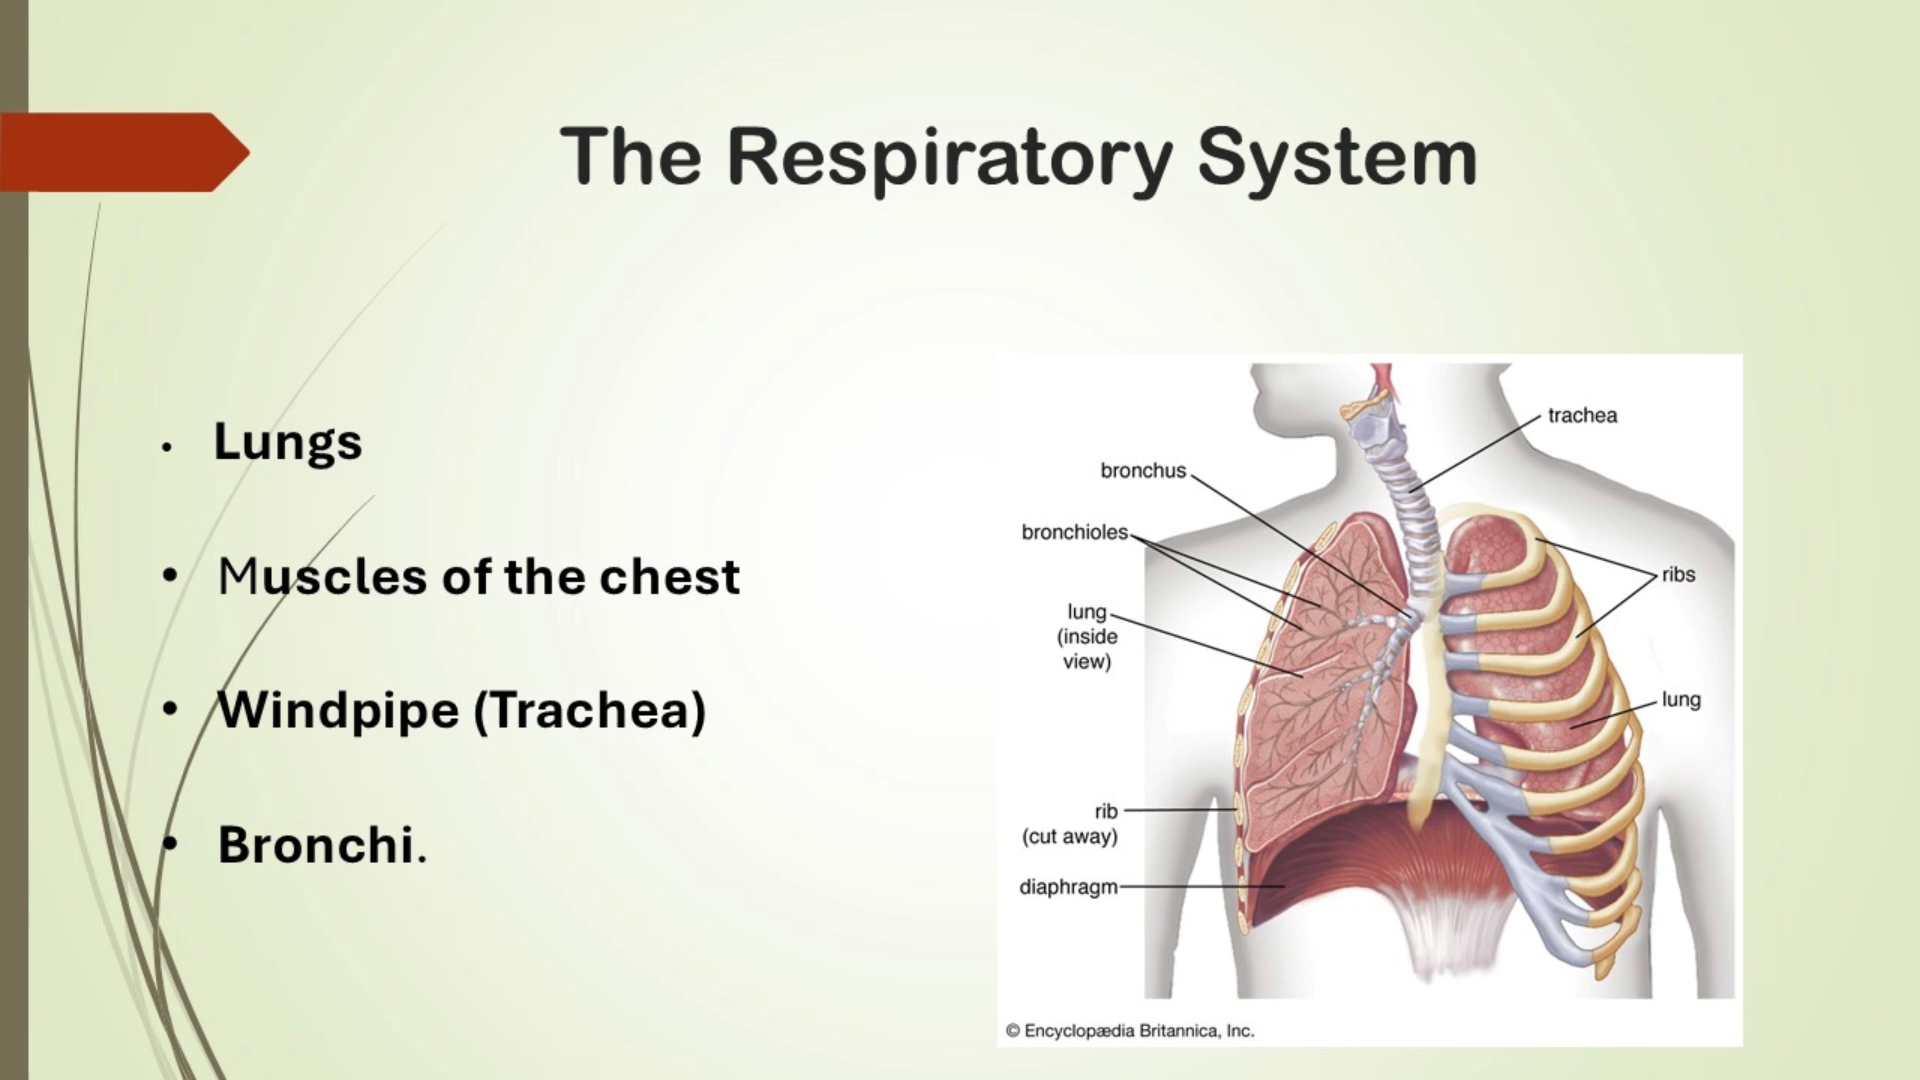 The Respiratory System
• Lungs
• Muscles of the chest
• Windpipe (Trachea)
• Bronchi.
trachea
bronchus
bronchioles
ribs
lung
(inside
view)
lung
rib
(cut away)
diaphragm
© Encyclopædia Britannica, Inc.